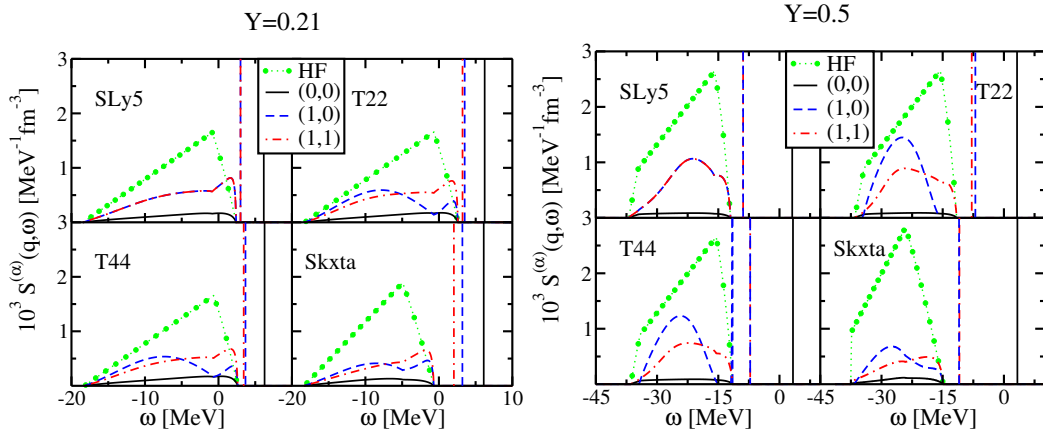 Y=0.21
Y=0.5
3
2
1
3
2
1
10³ S⁽ᵅ⁾(q,ω) [MeV⁻¹fm⁻³]
SLy5
HF
(0,0)
(1,0)
(1,1)
T22
T44
Skxta
-20
-10
0
-20
-10
0
10
ω [MeV]
ω [MeV]
3
2
1
3
2
1
10³ S⁽ᵅ⁾(q,ω) [MeV⁻¹fm⁻³]
SLy5
HF
(0,0)
(1,0)
(1,1)
T22
T44
Skxta
-45
-30
-15
0
-45
-30
-15
0
ω [MeV]
ω [MeV]